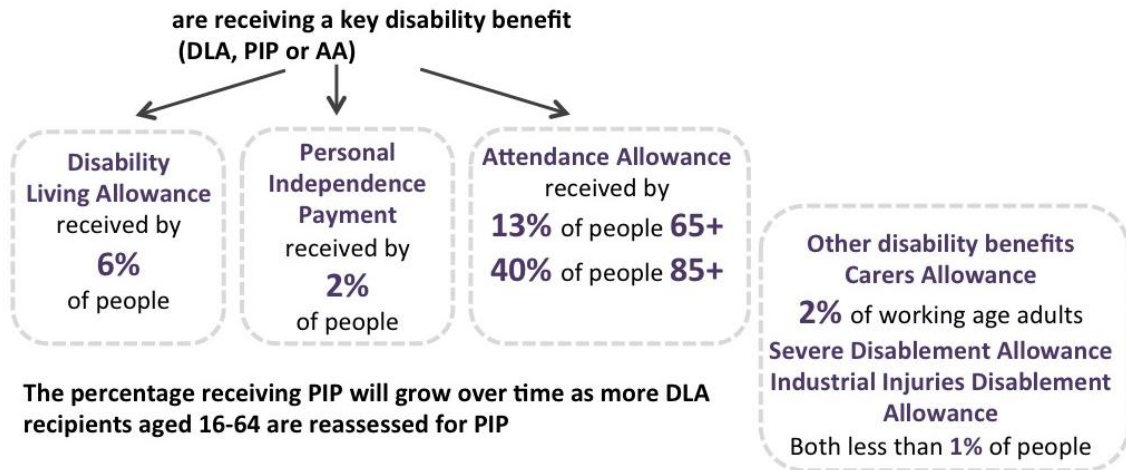 are receiving a key disability benefit
(DLA, PIP or AA)
Disability
Living Allowance
received by
6%
of people
Personal
Independence
Payment
received by
2%
of people
Attendance Allowance
received by
13% of people 65+
40% of people 85+
Other disability benefits
Carers Allowance
2% of working age adults
Severe Disablement Allowance
Industrial Injuries Disablement
Allowance
Both less than 1% of people
The percentage receiving PIP will grow over time as more DLA
recipients aged 16-64 are reassessed for PIP